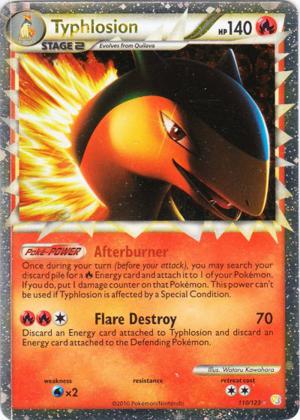 Typhlosion HP140
STAGE 2 Evolves from Quilava
Poké-POWER Afterburner
Once during your turn (before your attack), you may search your
discard pile for a Energy card and attach it to 1 of your Pokémon.
If you do, put 1 damage counter on that Pokémon. This power can't
be used if Typhlosion is affected by a Special Condition.
Flare Destroy 70
Discard an Energy card attached to Typhlosion and discard an
Energy card attached to the Defending Pokémon.
Illus. Wataru Kawahara
weakness resistance retreat cost
×2
110/123
©2010 Pokémon/Nintendo